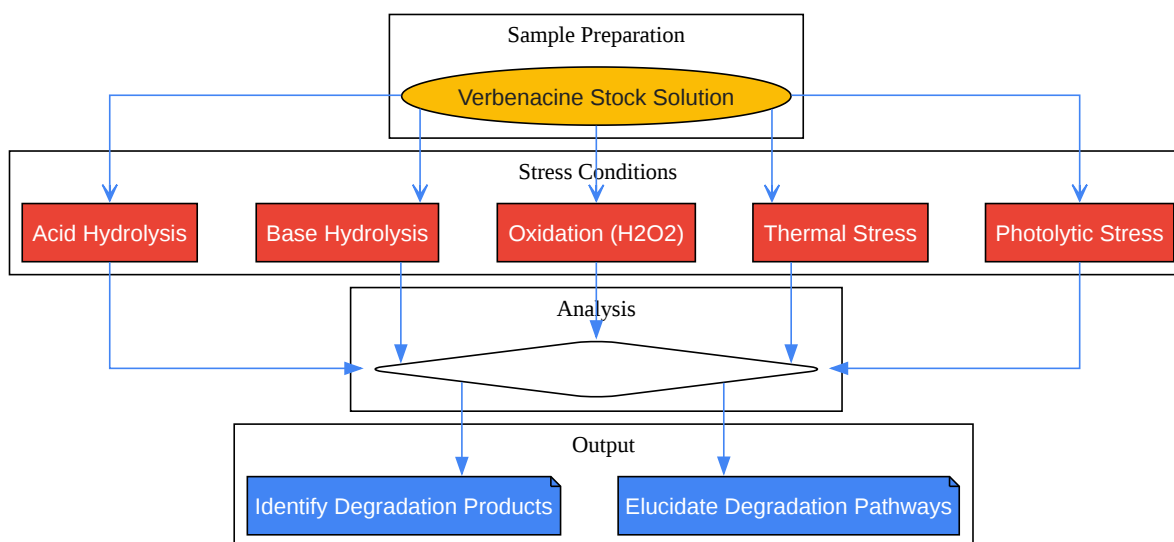 Sample Preparation
Verbenacine Stock Solution
Stress Conditions
Acid Hydrolysis
Base Hydrolysis
Oxidation (H2O2)
Thermal Stress
Photolytic Stress
Analysis
Output
Identify Degradation Products
Elucidate Degradation Pathways